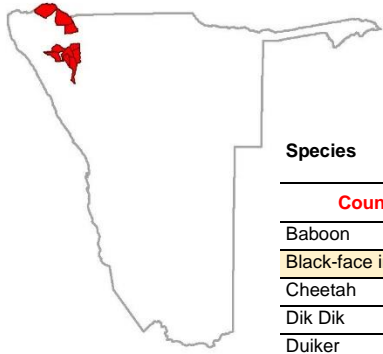 Species
Coun
Baboon
Black-face i
Cheetah
Dik Dik
Duiker